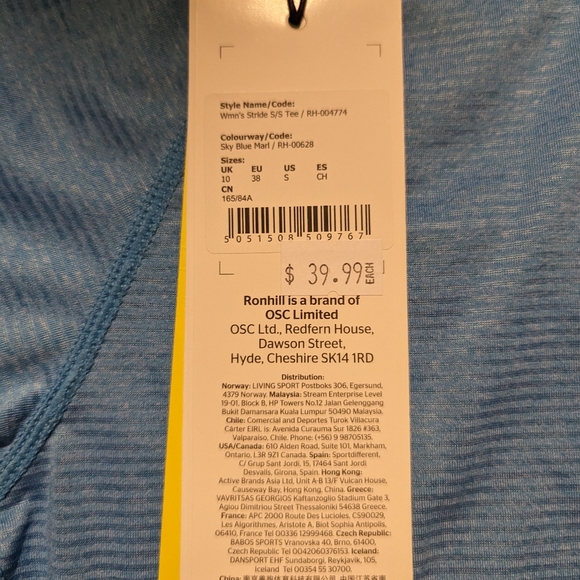 Style Name/Code:
Wmn's Stride S/S Tee / RH-004774
Colourway/Code:
Sky Blue Marl / RH-00628
Sizes:
UK EU US ES
10 38 S CH
CN
165/84A
5 051508 509767
$ 39.99 EACH
Ronhill is a brand of
OSC Limited
OSC Ltd., Redfern House,
Dawson Street,
Hyde, Cheshire SK14 1RD
Distribution:
Norway: LIVING SPORT Postboks 306, Egersund,
4379 Norway. Malaysia: Stream Enterprise Level
19-01, Block B, HP Towers No.12 Jalan Gelenggang
Bukit Damansara Kuala Lumpur 50490 Malaysia.
Chile: Comercial and Deportes Turok Villacura
Cárter EIRL is: Avenida Curauma Sur 1826 #363,
Valparaiso, Chile. Phone: (+56) 9 98705135.
USA/Canada: 610 Alden Road, Suite 101, Markham,
Ontario. L3R 9Z1 Canada. Spain: Sportdifferent,
C/ Grup Sant Jordi, 15, 17464 Sant Jordi
Desvalls, Girona, Spain. Hong Kong:
Active Brands Asia Ltd, Unit A-B 13/F Vulcan House,
Causeway Bay, Hong Kong, China. Greece:
VAVRITSAS GEORGIOS Kaftanzoglio Stadium Gate 3,
Agiou Dimitriou Street Thessaloniki 54638 Greece.
France: APC 2000 Route Des Lucioles, CS90029,
Les Algorithmes, Aristote A, Biot Sophia Antipolis,
06410, France Tel 00336 12999468. Czech Republic:
BABOS SPORTS Vranovska 40, Brno, 61400,
Czech Republic Tel 0042060376153. Iceland:
DANSPORT EHF Sundaborg, Reykjavik, 105,
Iceland Tel 00354 55 30700.
China: